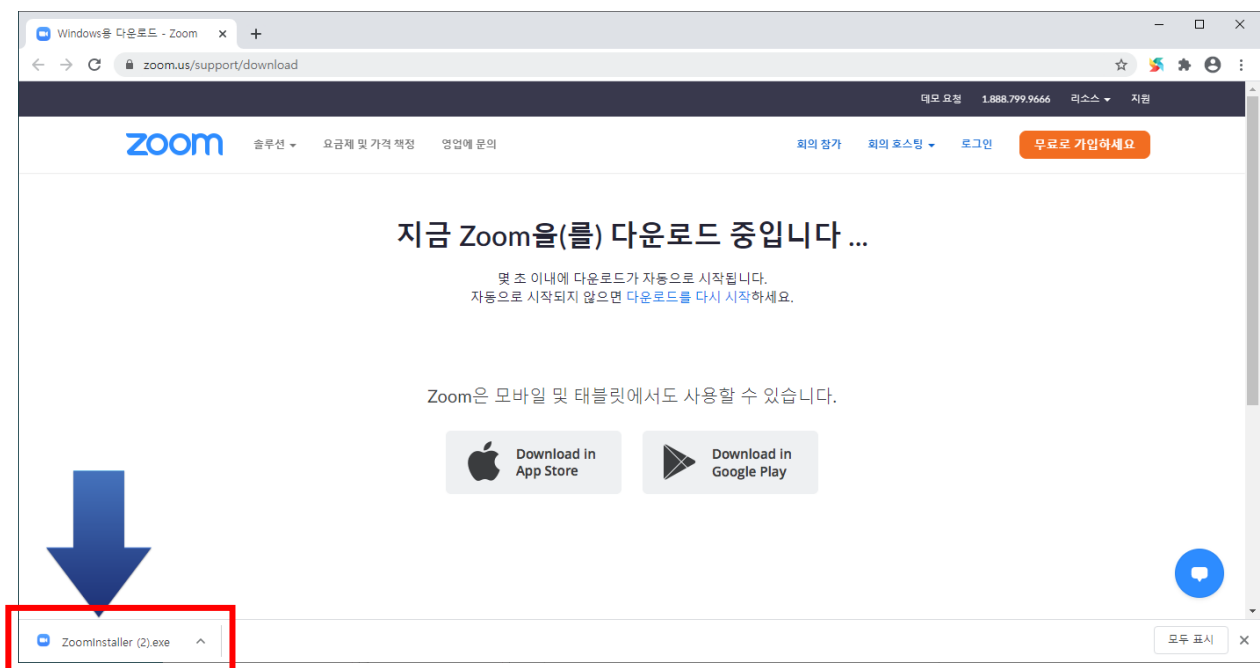 Windows용 다운로드 - Zoom
zoom.us/support/download
데모 요청 1.888.799.9666 리소스 지원
zoom 솔루션 요금제 및 가격 책정 영업에 문의 회의 참가 회의 호스팅 로그인 무료로 가입하세요
지금 Zoom을(를) 다운로드 중입니다 ...
몇 초 이내에 다운로드가 자동으로 시작됩니다.
자동으로 시작되지 않으면 다운로드를 다시 시작하세요.
Zoom은 모바일 및 태블릿에서도 사용할 수 있습니다.
Download in
App Store
Download in
Google Play
ZoomInstaller (2).exe
모두 표시